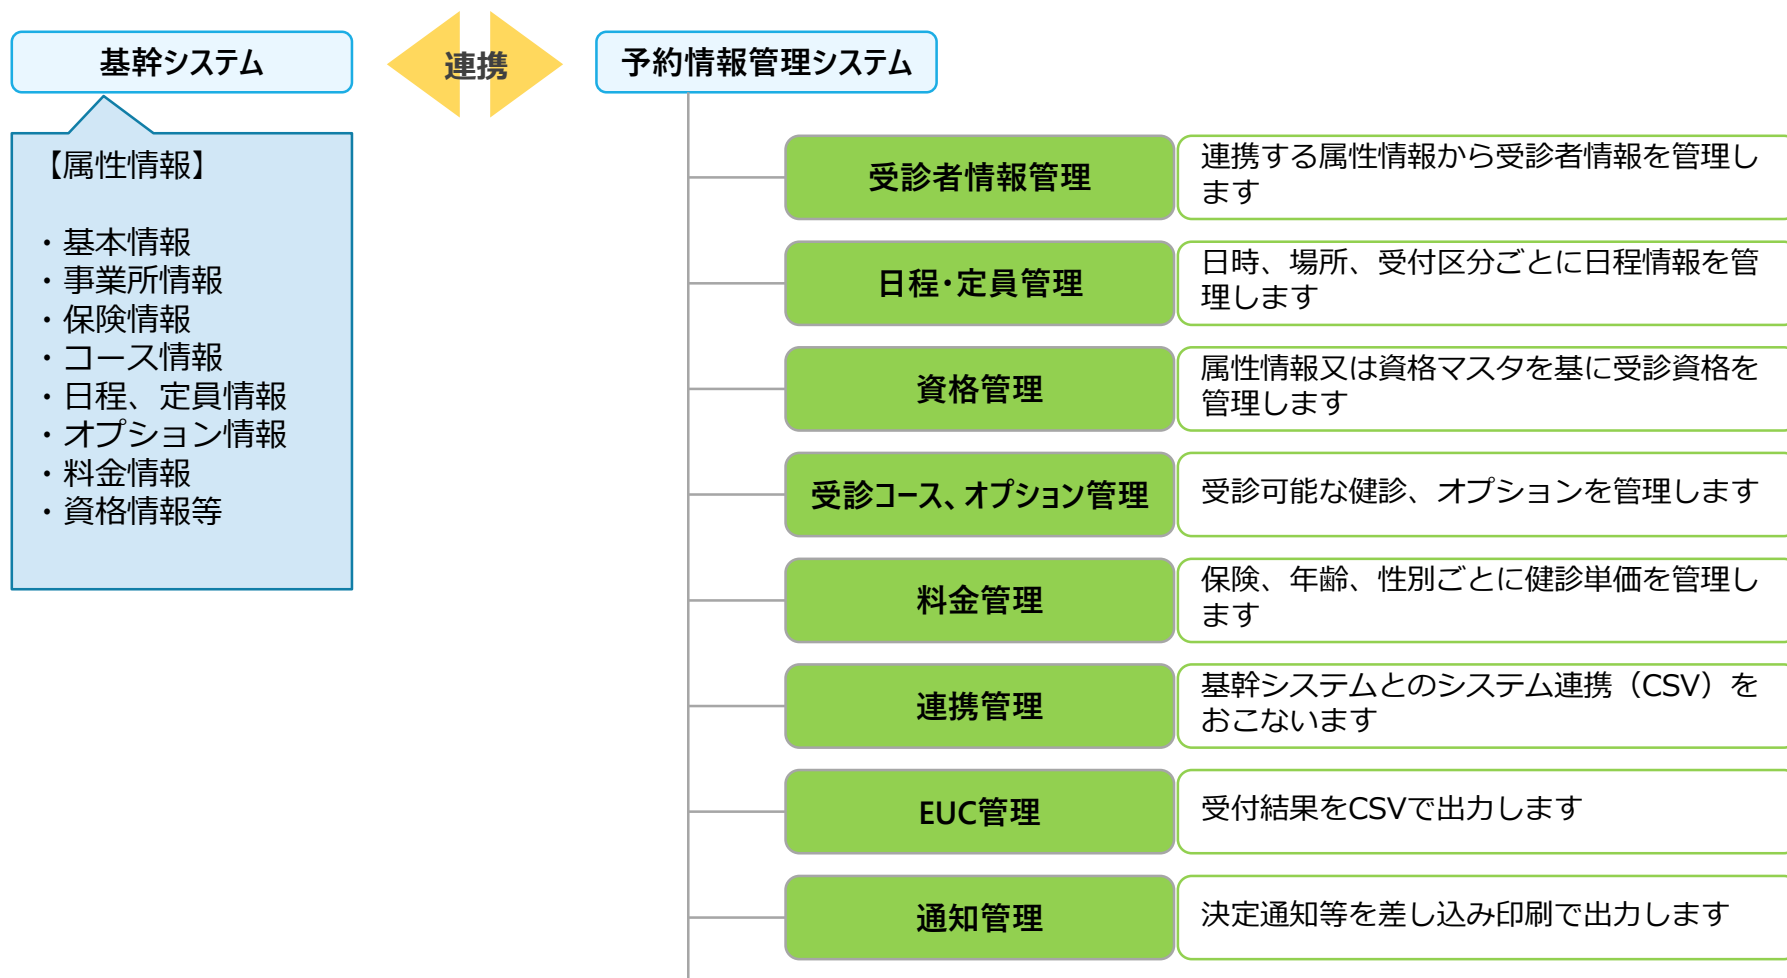 基幹システム
連携
予約情報管理システム
【属性情報】
・基本情報
・事業所情報
・保険情報
・コース情報
・日程、定員情報
・オプション情報
・料金情報
・資格情報等
受診者情報管理
連携する属性情報から受診者情報を管理し
ます
日程・定員管理
日時、場所、受付区分ごとに日程情報を管
理します
資格管理
属性情報又は資格マスタを基に受診資格を
管理します
受診コース、オプション管理
受診可能な健診、オプションを管理します
料金管理
保険、年齢、性別ごとに健診単価を管理し
ます
連携管理
基幹システムとのシステム連携（CSV）を
おこないます
EUC管理
受付結果をCSVで出力します
通知管理
決定通知等を差し込み印刷で出力します